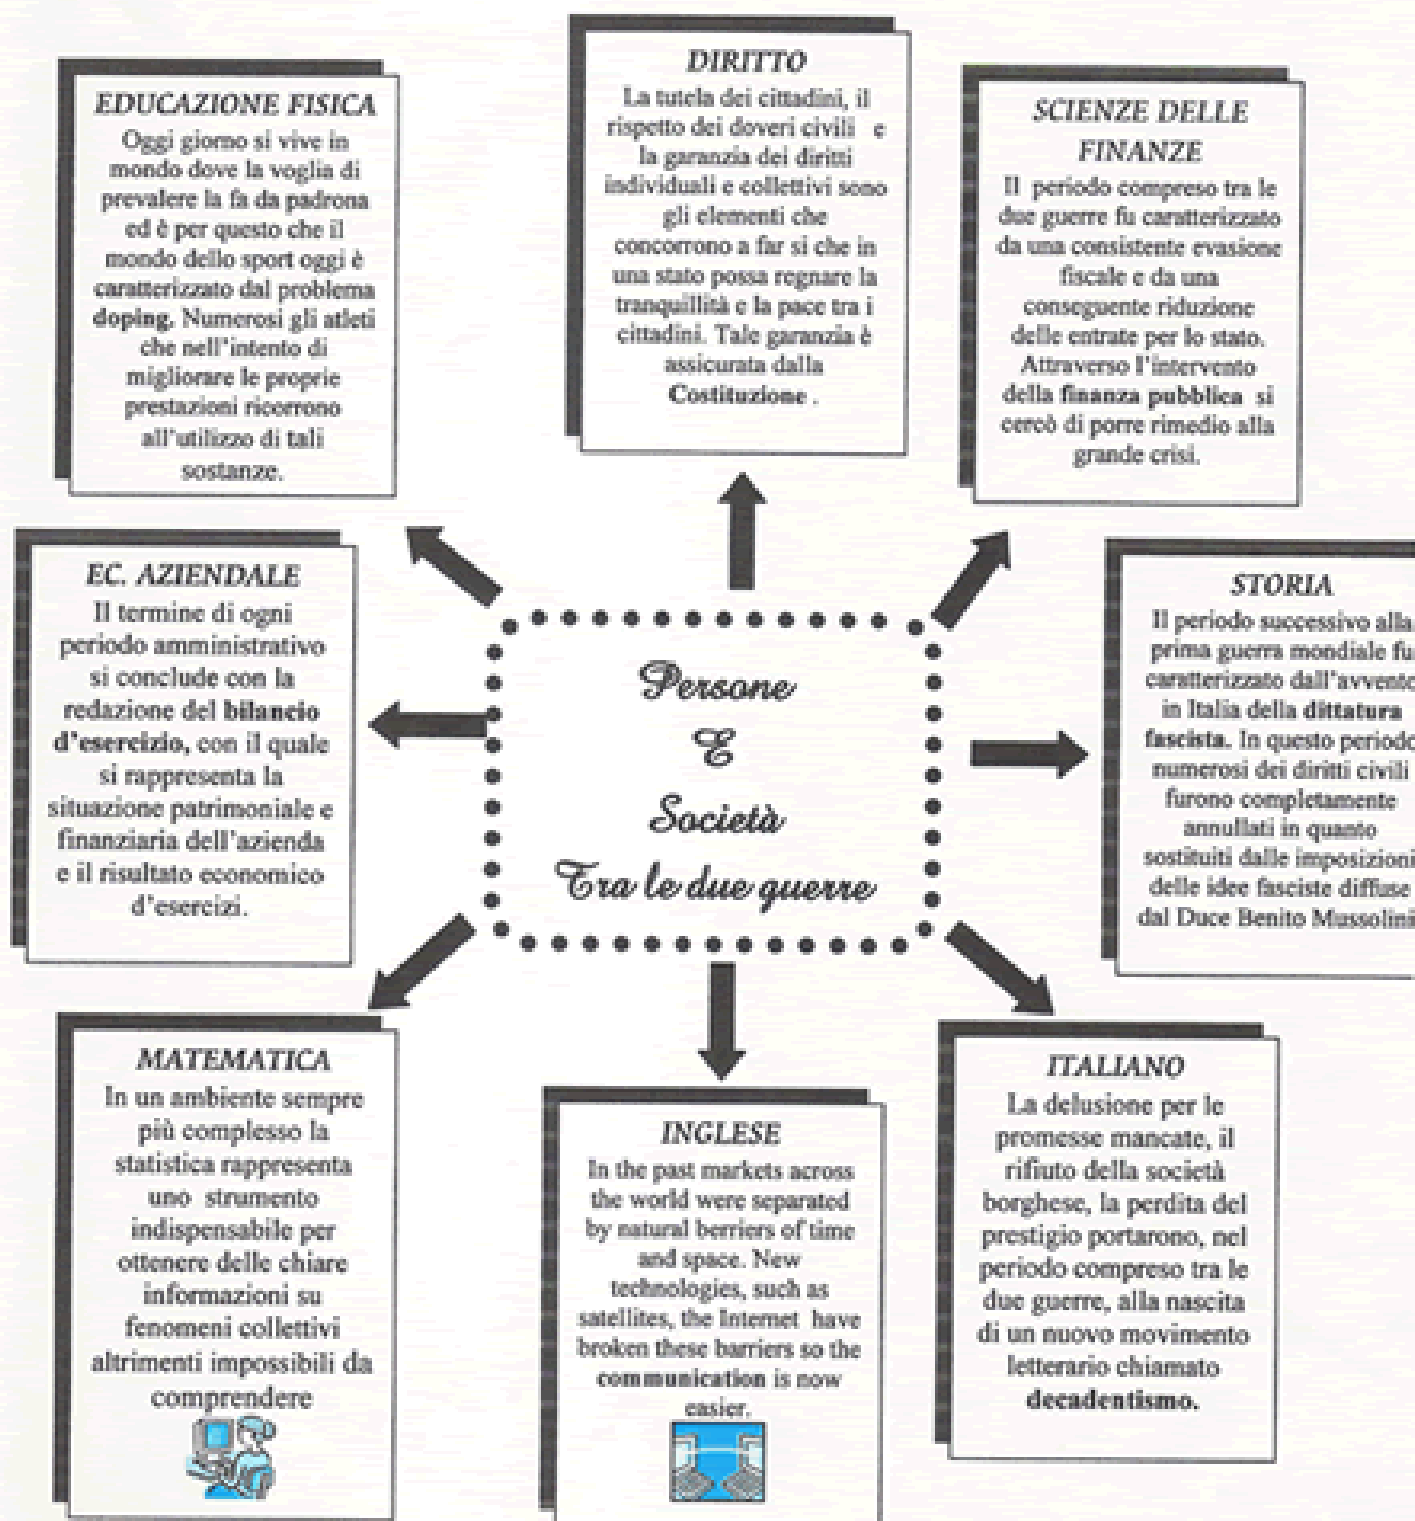 EDUCAZIONE FISICA
Oggi giorno si vive in
mondo dove la voglia di
prevalere la fa da padrona
ed è per questo che il
mondo dello sport oggi è
caratterizzato dal problema
doping. Numerosi gli atleti
che nell'intento di
migliorare le proprie
prestazioni ricorrono
all'utilizzo di tali
sostanze.
DIRITTO
La tutela dei cittadini, il
rispetto dei doveri civili e
la garanzia dei diritti
individuali e collettivi sono
gli elementi che
concorrono a far si che in
una stato possa regnare la
tranquillità e la pace tra i
cittadini. Tale garanzia è
assicurata dalla
Costituzione .
SCIENZE DELLE
FINANZE
Il periodo compreso tra le
due guerre fu caratterizzato
da una consistente evasione
fiscale e da una
conseguente riduzione
delle entrate per lo stato.
Attraverso l'intervento
della finanza pubblica si
cercò di porre rimedio alla
grande crisi.
EC. AZIENDALE
Il termine di ogni
periodo amministrativo
si conclude con la
redazione del bilancio
d'esercizio, con il quale
si rappresenta la
situazione patrimoniale e
finanziaria dell'azienda
e il risultato economico
d'esercizi.
Persone
E
Società
Tra le due guerre
STORIA
Il periodo successivo alla
prima guerra mondiale fu
caratterizzato dall'avvento
in Italia della dittatura
fascista. In questo periodo
numerosi dei diritti civili
furono completamente
annullati in quanto
sostituiti dalle imposizioni
delle idee fasciste diffuse
dal Duce Benito Mussolini
MATEMATICA
In un ambiente sempre
più complesso la
statistica rappresenta
uno strumento
indispensabile per
ottenere delle chiare
informazioni su
fenomeni collettivi
altrimenti impossibili da
comprendere
INGLESE
In the past markets across
the world were separated
by natural berriers of time
and space. New
technologies, such as
satellites, the Internet have
broken these barriers so the
communication is now
easier.
ITALIANO
La delusione per le
promesse mancate, il
rifiuto della società
borghese, la perdita del
prestigio portarono, nel
periodo compreso tra le
due guerre, alla nascita
di un nuovo movimento
letterario chiamato
decadentismo.